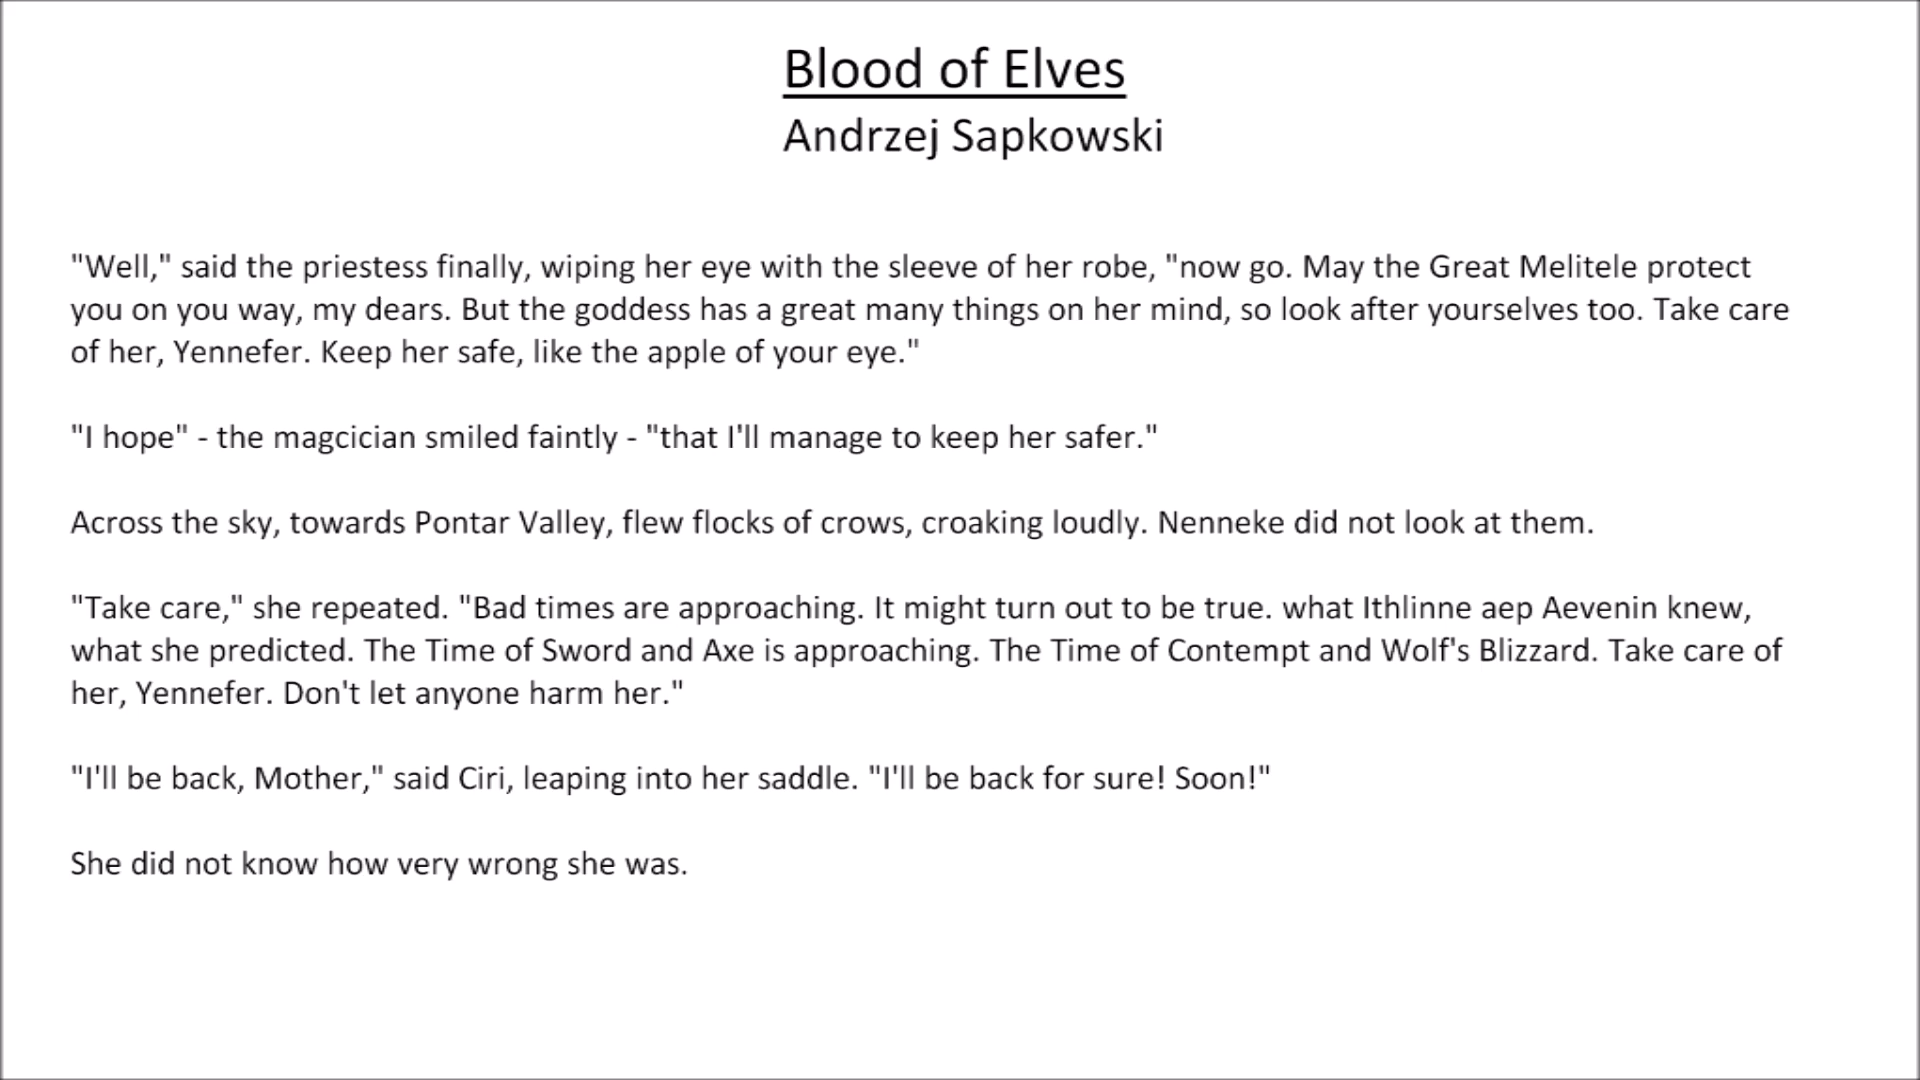 Blood of Elves
Andrzej Sapkowski
"Well," said the priestess finally, wiping her eye with the sleeve of her robe, "now go. May the Great Melitele protect
you on you way, my dears. But the goddess has a great many things on her mind, so look after yourselves too. Take care
of her, Yennefer. Keep her safe, like the apple of your eye."
"I hope" - the magcician smiled faintly - "that I'll manage to keep her safer."
Across the sky, towards Pontar Valley, flew flocks of crows, croaking loudly. Nenneke did not look at them.
"Take care," she repeated. "Bad times are approaching. It might turn out to be true. what Ithlinne aep Aevenin knew,
what she predicted. The Time of Sword and Axe is approaching. The Time of Contempt and Wolf's Blizzard. Take care of
her, Yennefer. Don't let anyone harm her."
"I'll be back, Mother," said Ciri, leaping into her saddle. "I'll be back for sure! Soon!"
She did not know how very wrong she was.